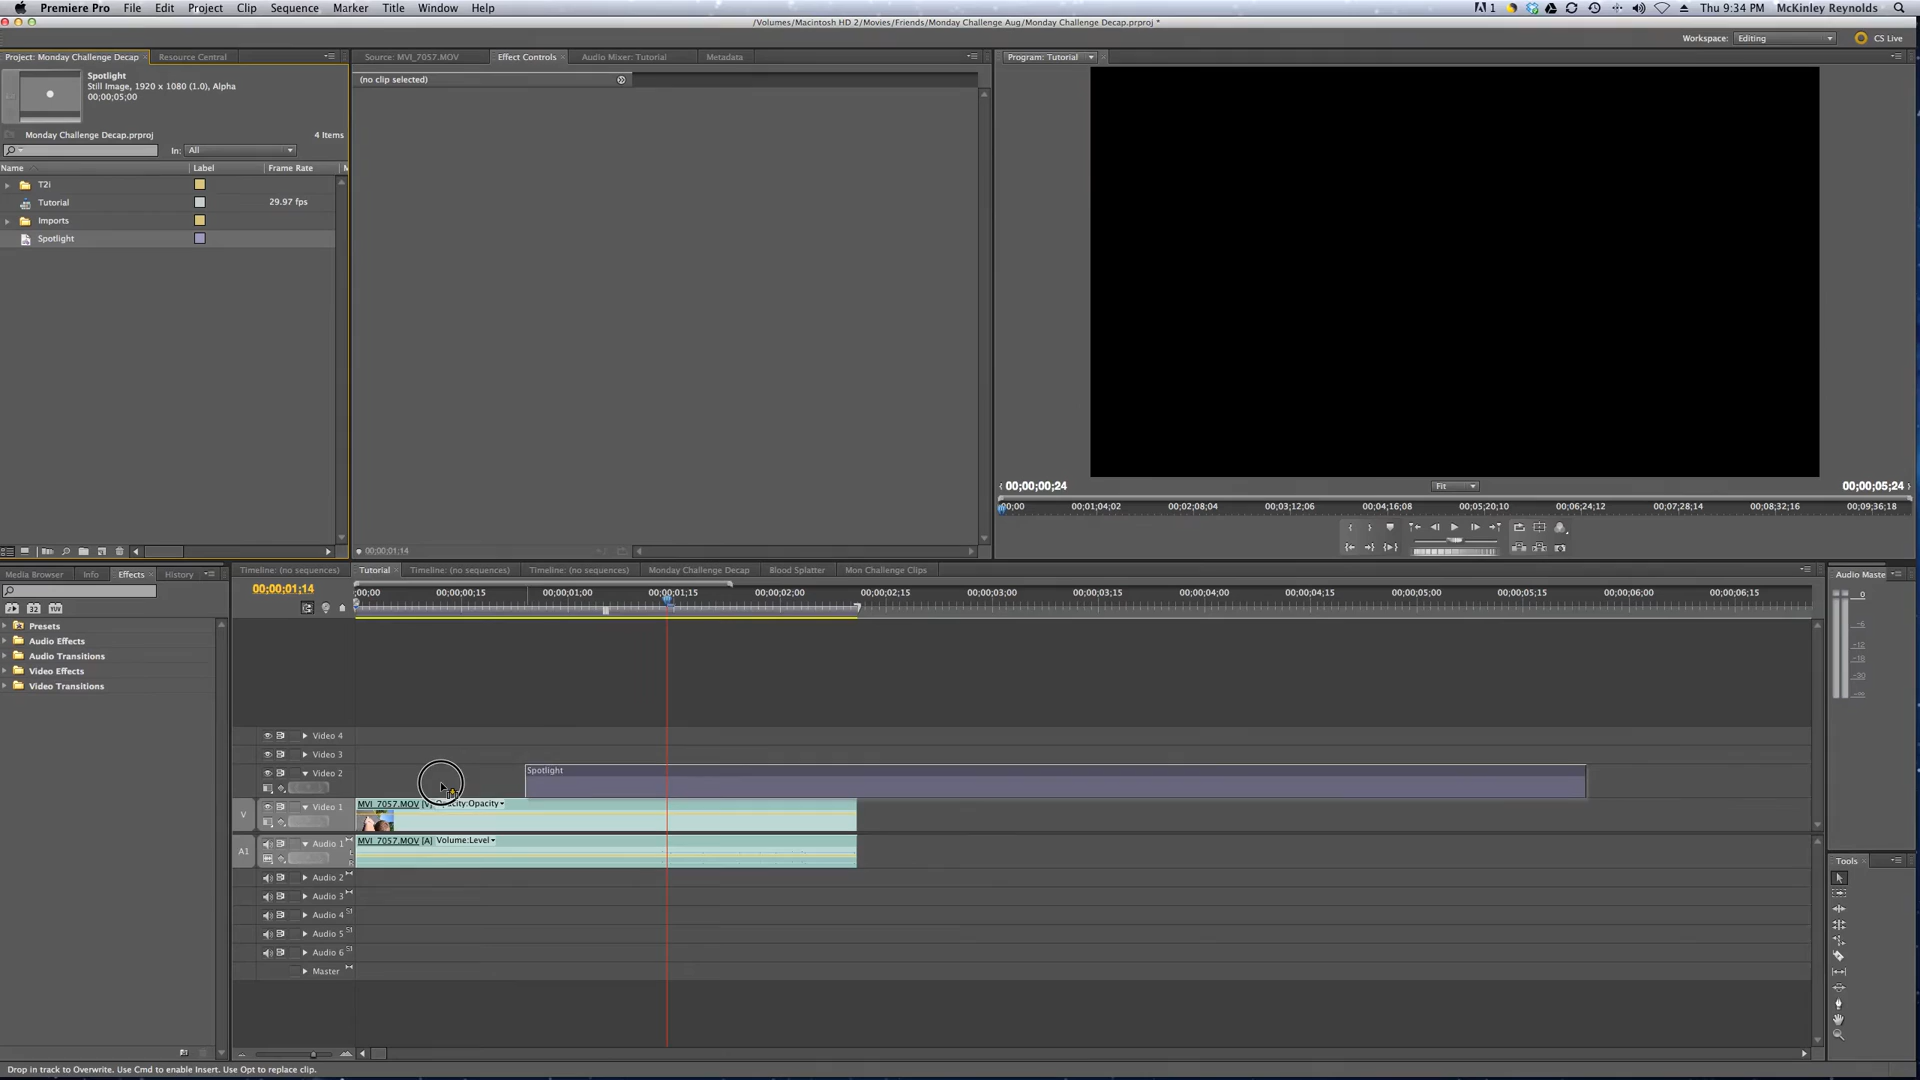 Premiere Pro File Edit Project Clip Sequence Marker Title Window Help
1 Thu 9:34 PM McKinley Reynolds
/Volumes/Macintosh HD 2/Movies/Friends/Monday Challenge Aug/Monday Challenge Decap.prproj *
Workspace: Editing CS Live
Project: Monday Challenge Decap Resource Central
Source: MVI_7057.MOV Effect Controls Audio Mixer: Tutorial Metadata
Program: Tutorial
Spotlight
Still Image, 1920 x 1080 (1.0), Alpha
00;00;05;00
(no clip selected)
Monday Challenge Decap.prproj 4 Items
In: All
Name Label Frame Rate M
T2i
Tutorial 29.97 fps
Imports
Spotlight
00;00;00;24 Fit 00;00;05;24
00;00 00;01;04;02 00;02;08;04 00;03;12;06 00;04;16;08 00;05;20;10 00;06;24;12 00;07;28;14 00;08;32;16 00;09;36;18
00;00;01;14
Media Browser Info Effects History
Timeline: (no sequences) Tutorial Timeline: (no sequences) Timeline: (no sequences) Monday Challenge Decap Blood Splatter Mon Challenge Clips
Audio Maste
00;00;01;14
;00;00 00;00;00;15 00;00;01;00 00;00;01;15 00;00;02;00 00;00;02;15 00;00;03;00 00;00;03;15 00;00;04;00 00;00;04;15 00;00;05;00 00;00;05;15 00;00;06;00 00;00;06;15
32
Presets
Audio Effects
Audio Transitions
Video Effects
Video Transitions
0
-6
-12
-18
-30
-∞
Video 4
Video 3
Video 2
Spotlight
V Video 1
MVI_7057.MOV [V] Opacity:Opacity
A1 Audio 1
MVI_7057.MOV [A] Volume:Level
L
R
Audio 2
Audio 3
Audio 4
Audio 5
Audio 6
Master
Tools
Drop in track to Overwrite. Use Cmd to enable Insert. Use Opt to replace clip.